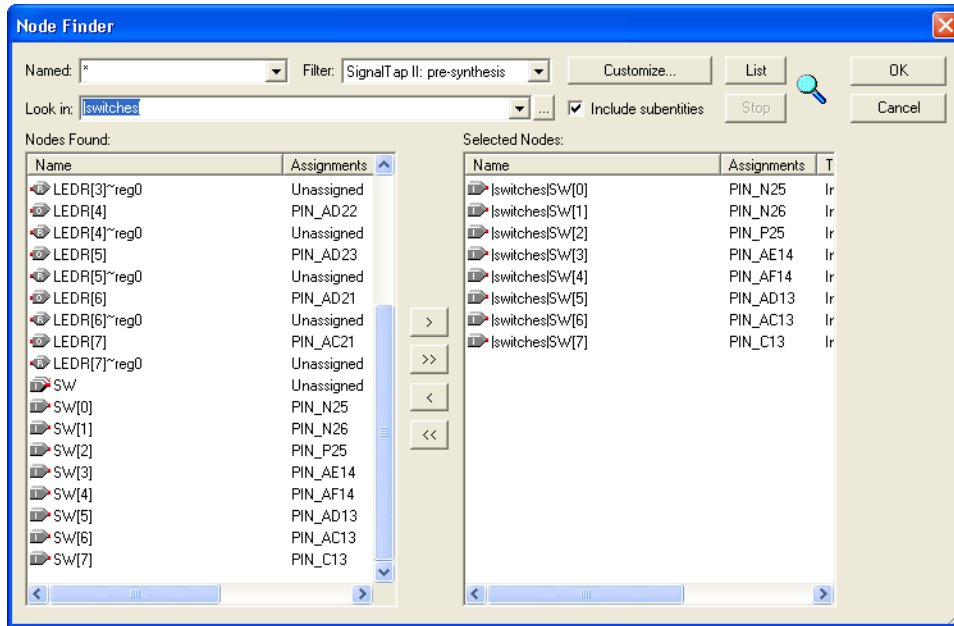 Node Finder
Named: * Filter: SignalTap II: pre-synthesis Customize... List OK
Look in: |switches ... Include subentities Stop Cancel
Nodes Found: Selected Nodes:
Name Assignments Name Assignments T
LEDR[3]~reg0 Unassigned |switches|SW[0] PIN_N25 Ir
LEDR[4] PIN_AD22 |switches|SW[1] PIN_N26 Ir
LEDR[4]~reg0 Unassigned |switches|SW[2] PIN_P25 Ir
LEDR[5] PIN_AD23 |switches|SW[3] PIN_AE14 Ir
LEDR[5]~reg0 Unassigned |switches|SW[4] PIN_AF14 Ir
LEDR[6] PIN_AD21 |switches|SW[5] PIN_AD13 Ir
LEDR[6]~reg0 Unassigned |switches|SW[6] PIN_AC13 Ir
LEDR[7] PIN_AC21 |switches|SW[7] PIN_C13 Ir
LEDR[7]~reg0 Unassigned
SW Unassigned
SW[0] PIN_N25
SW[1] PIN_N26
SW[2] PIN_P25
SW[3] PIN_AE14
SW[4] PIN_AF14
SW[5] PIN_AD13
SW[6] PIN_AC13
SW[7] PIN_C13
>
>>
<
<<